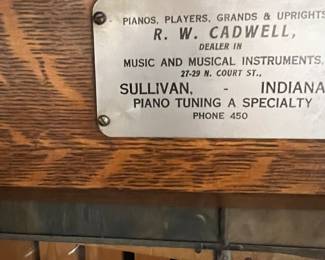 PIANOS, PLAYERS, GRANDS & UPRIGHTS
R. W. CADWELL,
DEALER IN
MUSIC AND MUSICAL INSTRUMENTS,
27-29 N. COURT ST.,
SULLIVAN, - INDIANA
PIANO TUNING A SPECIALTY
PHONE 450